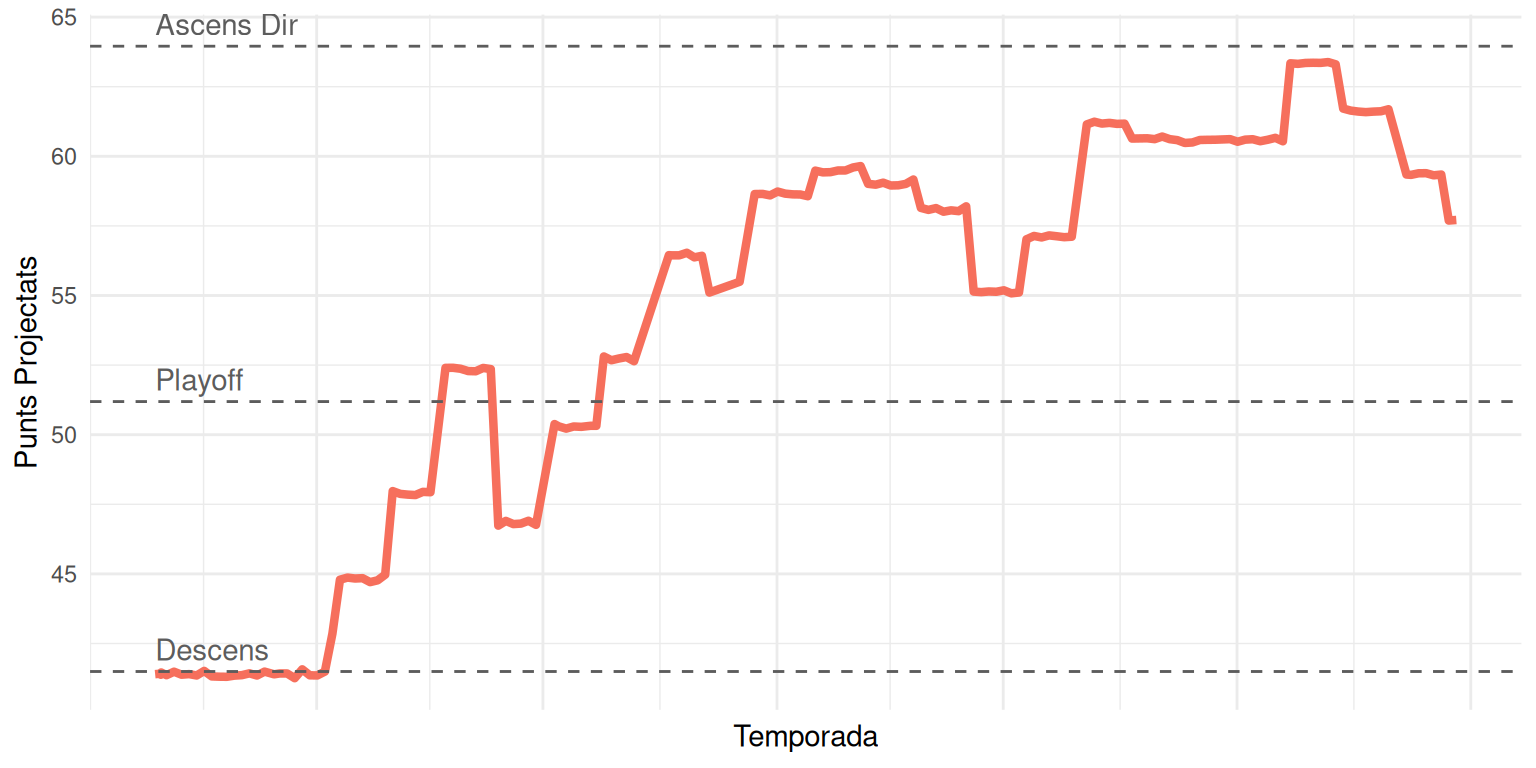 65
Ascens Dir
60
55
Playoff
50
45
Descens
Punts Projectats
Temporada